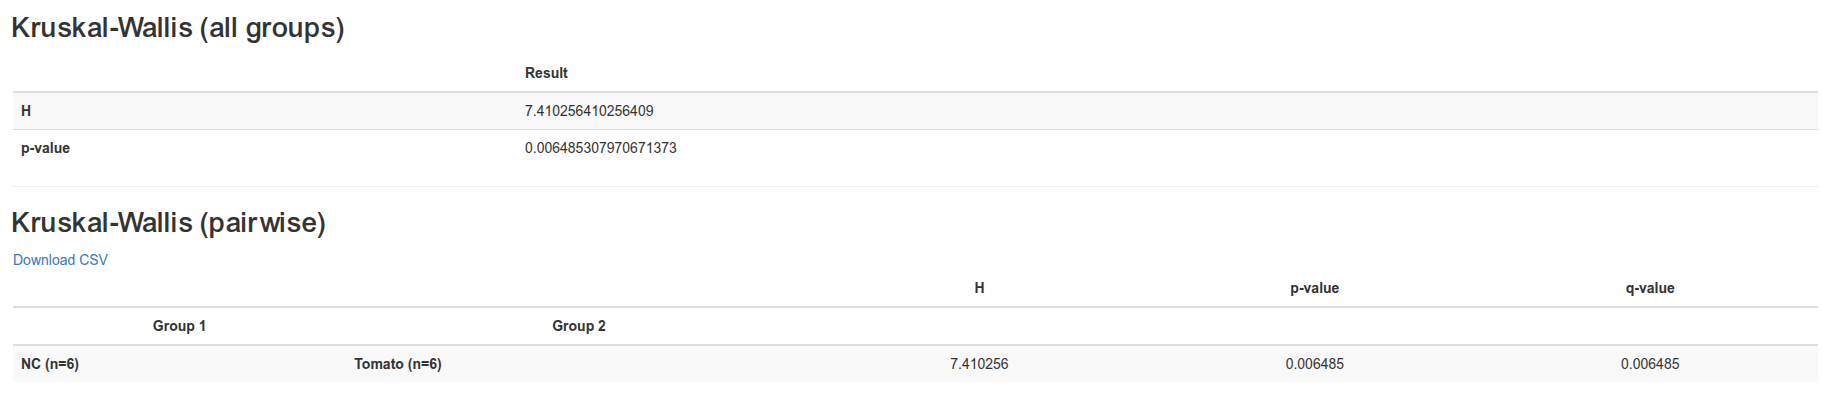 Kruskal-Wallis (all groups)
Result
H 7.410256410256409
p-value 0.006485307970671373
Kruskal-Wallis (pairwise)
Download CSV
H p-value q-value
Group 1 Group 2
NC (n=6) Tomato (n=6) 7.410256 0.006485 0.006485